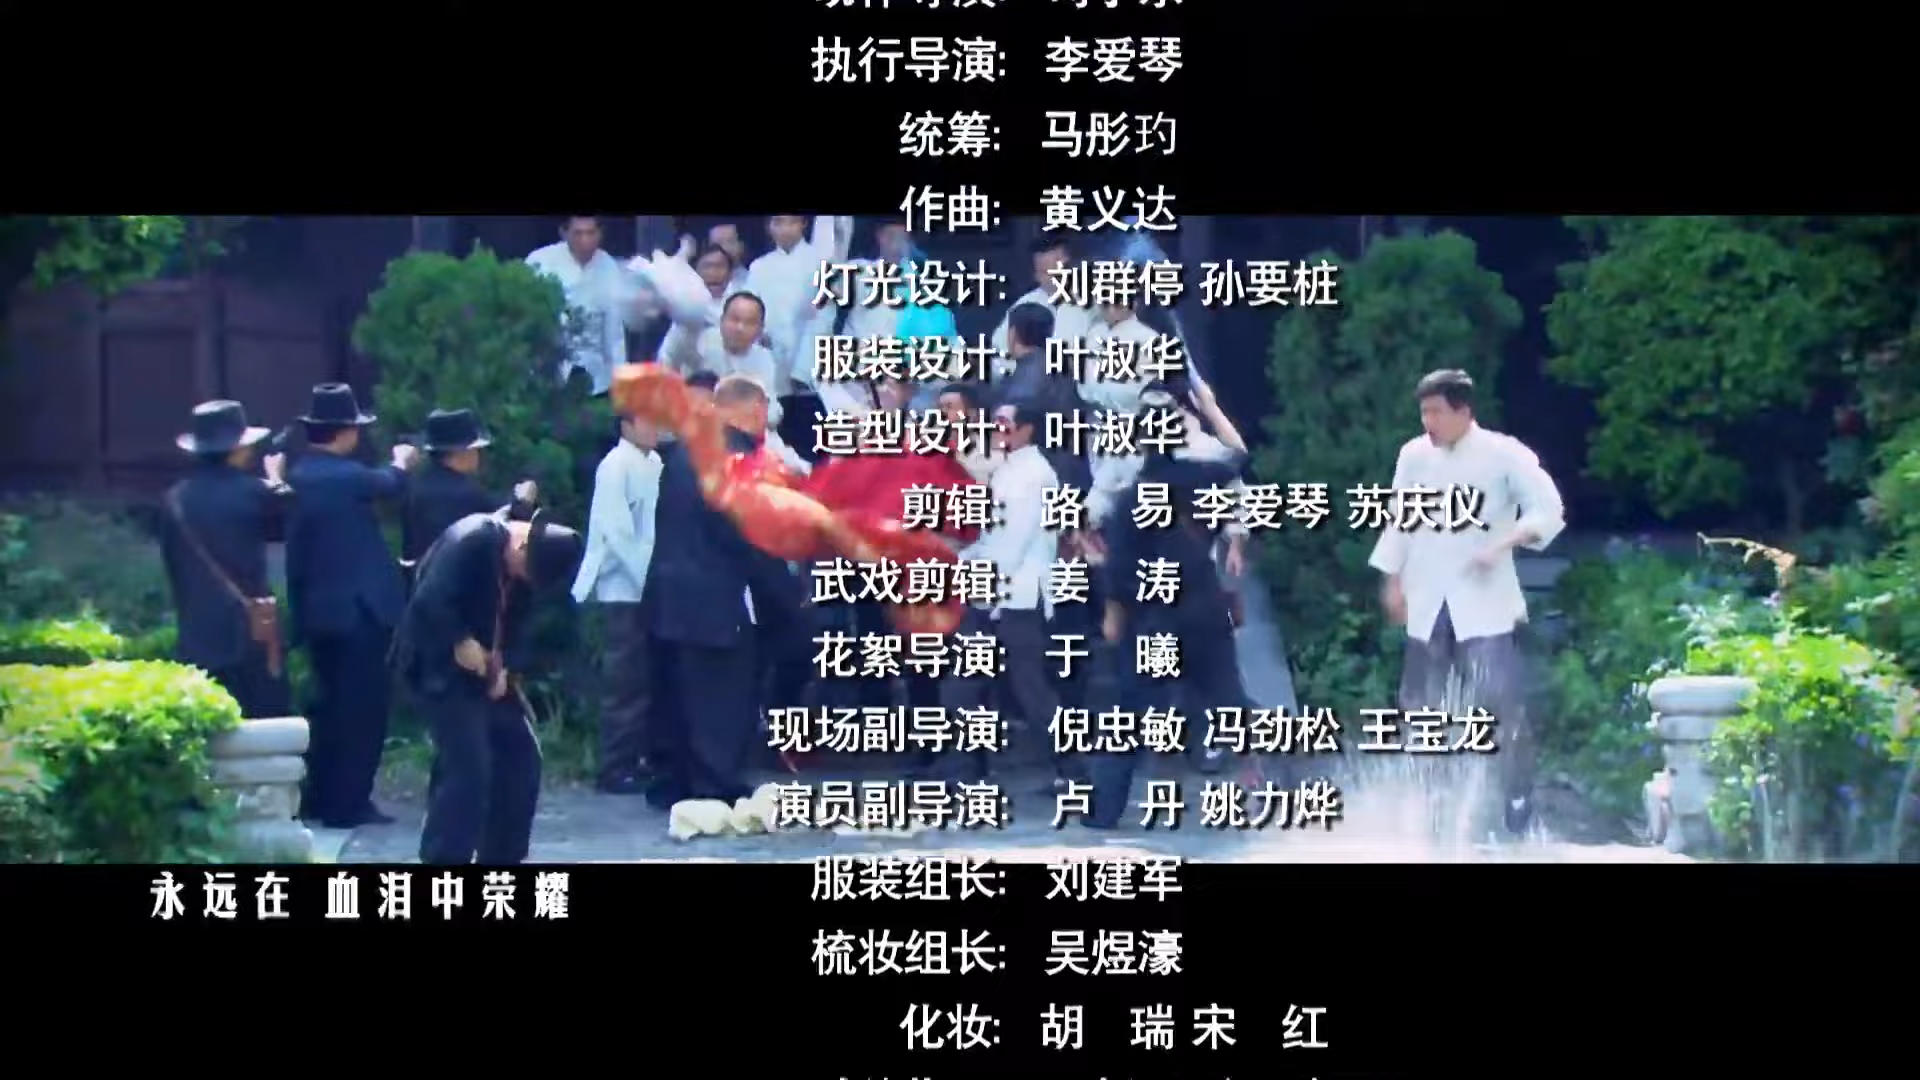 执行导演: 李爱琴
统筹: 马彤玓
作曲: 黄义达
灯光设计: 刘群停 孙要桩
服装设计: 叶淑华
造型设计: 叶淑华
剪辑: 路 易 李爱琴 苏庆仪
武戏剪辑: 姜 涛
花絮导演: 于 曦
现场副导演: 倪忠敏 冯劲松 王宝龙
演员副导演: 卢 丹 姚力烨
服装组长: 刘建军
永远在 血泪中荣耀
梳妆组长: 吴煜濠
化妆: 胡 瑞 宋 红